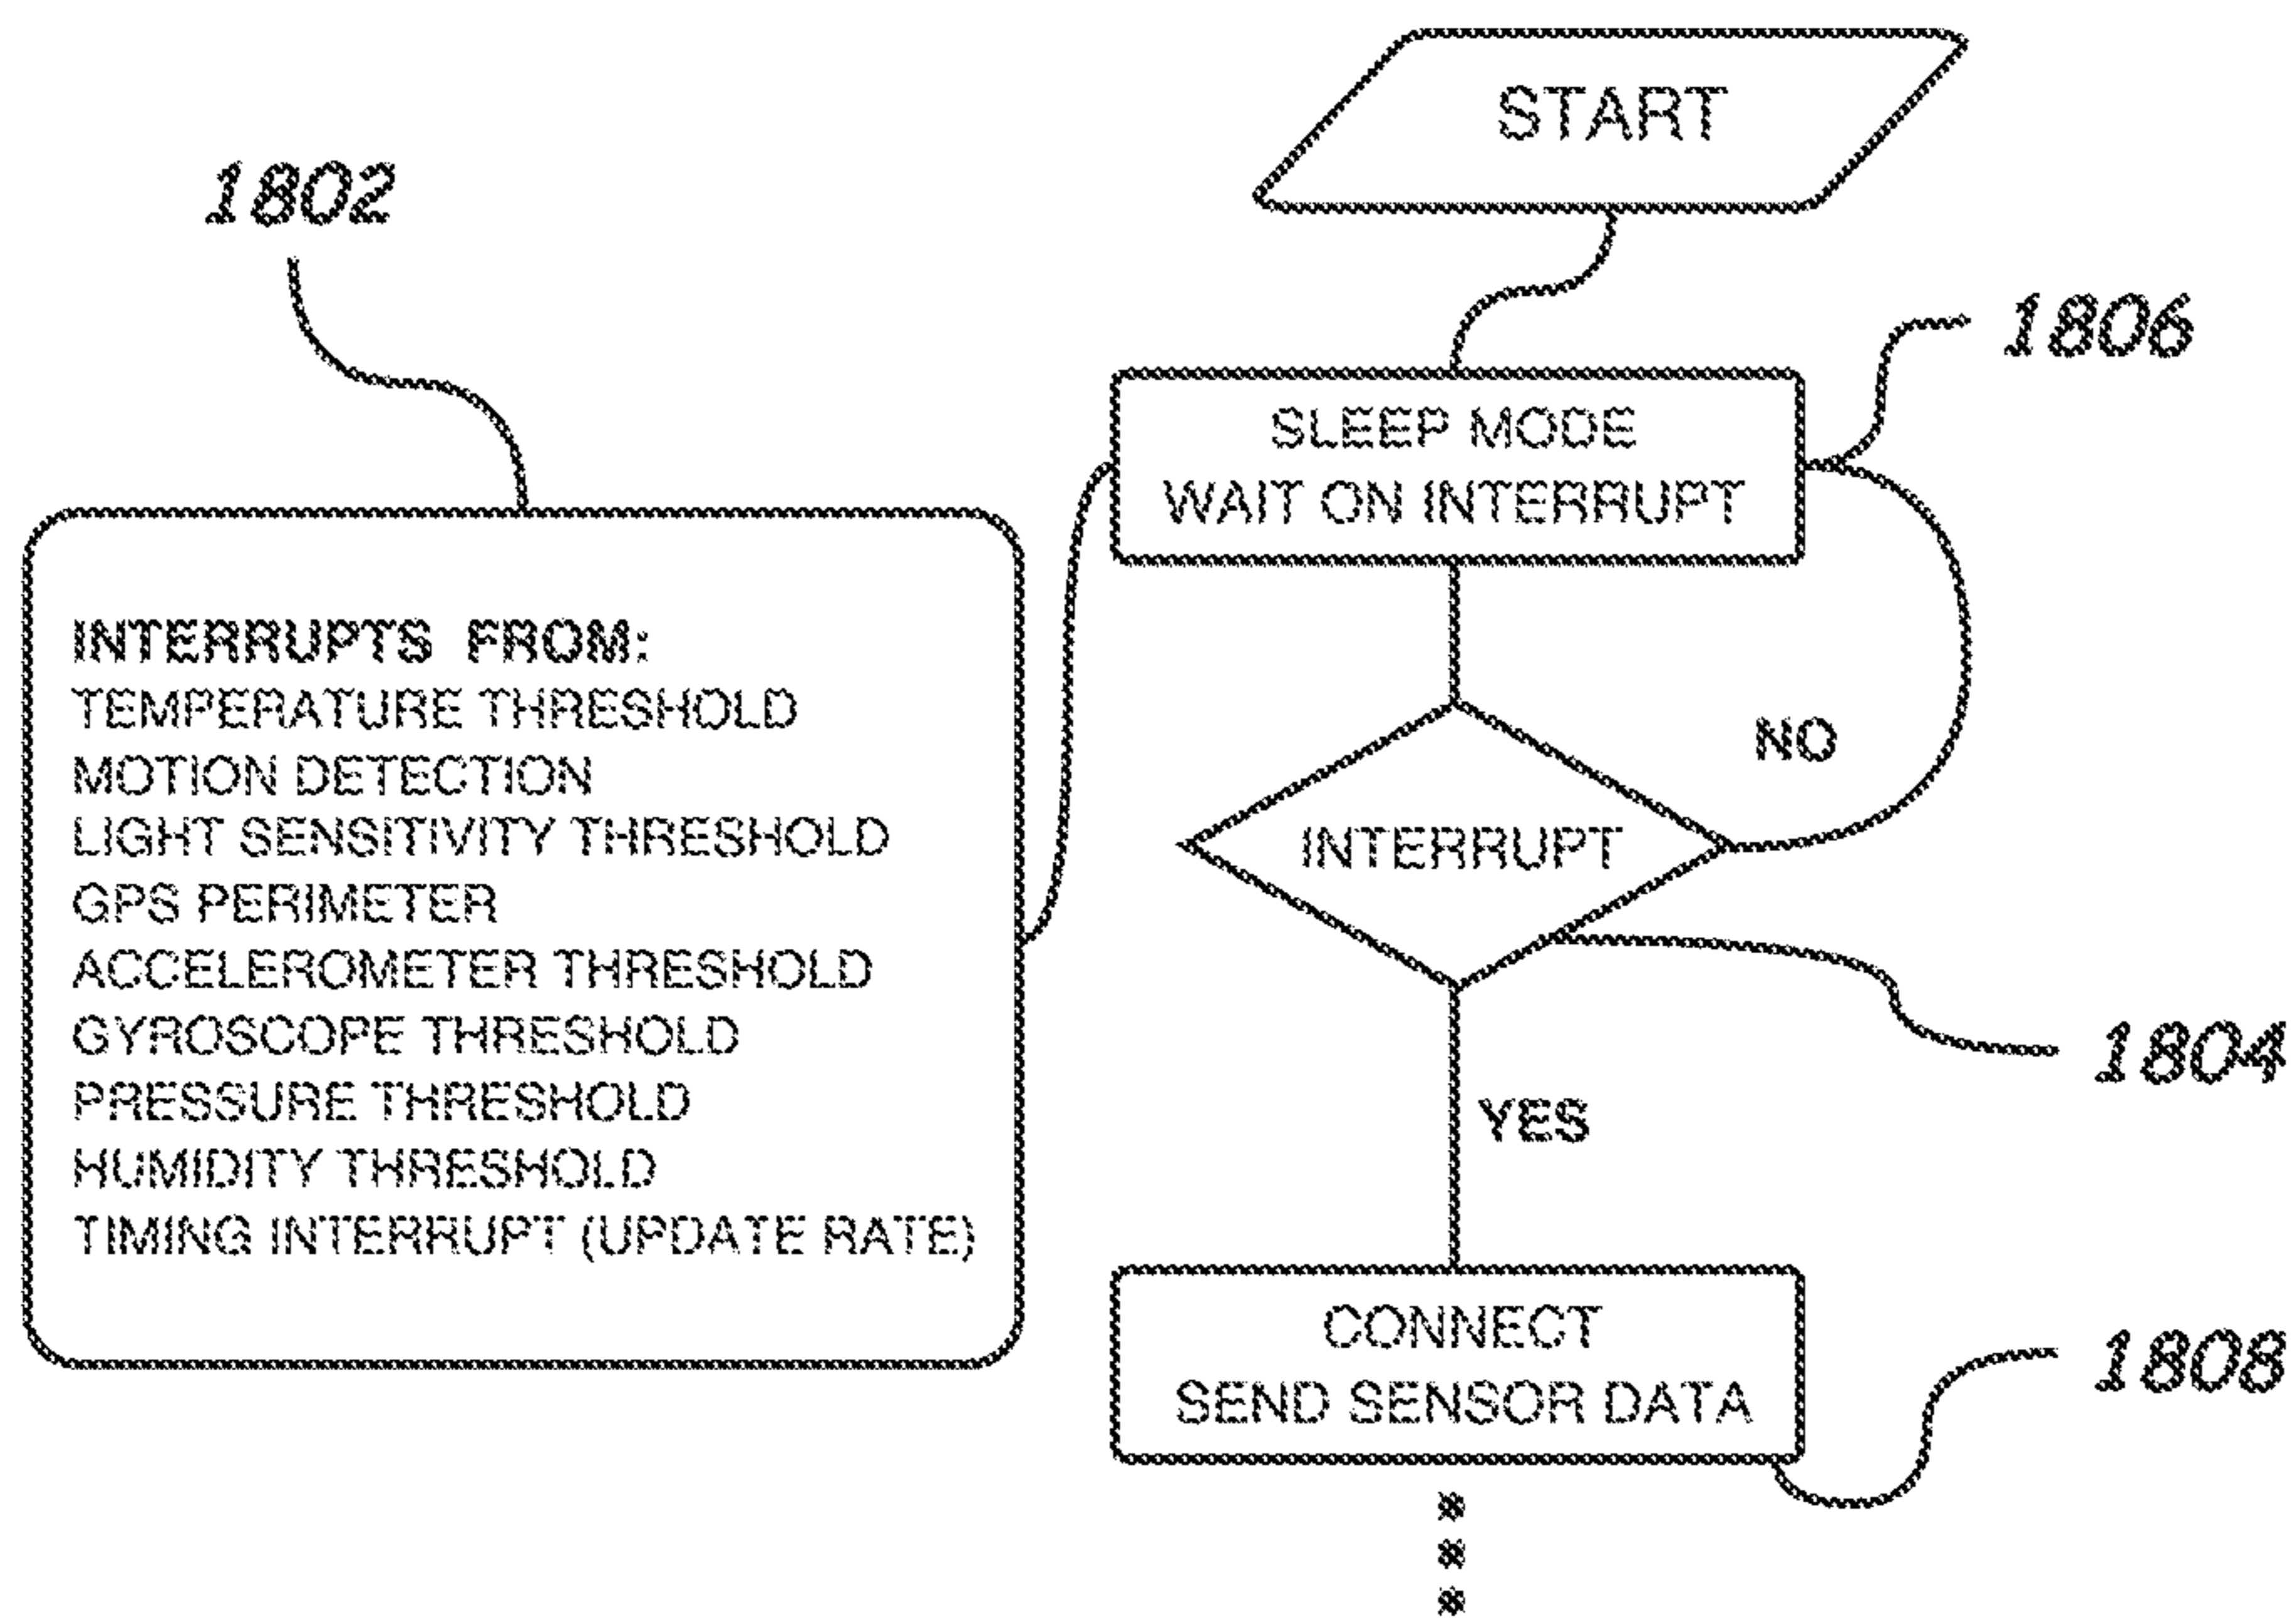 START
1802
1806
SLEEP MODE
WAIT ON INTERRUPT
INTERRUPTS FROM:
TEMPERATURE THRESHOLD
MOTION DETECTION
LIGHT SENSITIVITY THRESHOLD
GPS PERIMETER
ACCELEROMETER THRESHOLD
GYROSCOPE THRESHOLD
PRESSURE THRESHOLD
HUMIDITY THRESHOLD
TIMING INTERRUPT (UPDATE RATE)
NO
INTERRUPT
1804
YES
CONNECT
SEND SENSOR DATA
1808